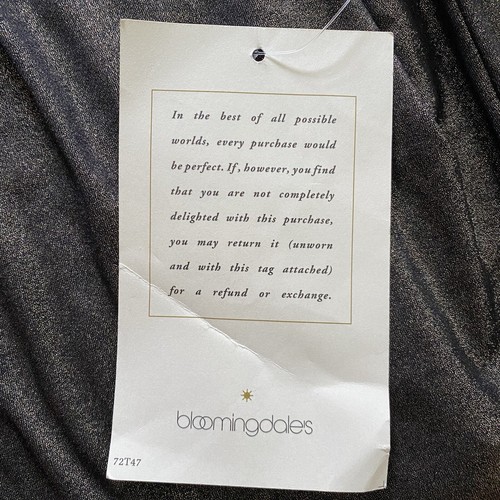 In the best of all possible
worlds, every purchase would
be perfect. If, however, you find
that you are not completely
delighted with this purchase,
you may return it (unworn
and with this tag attached)
for a refund or exchange.
bloomingdale's
72T47